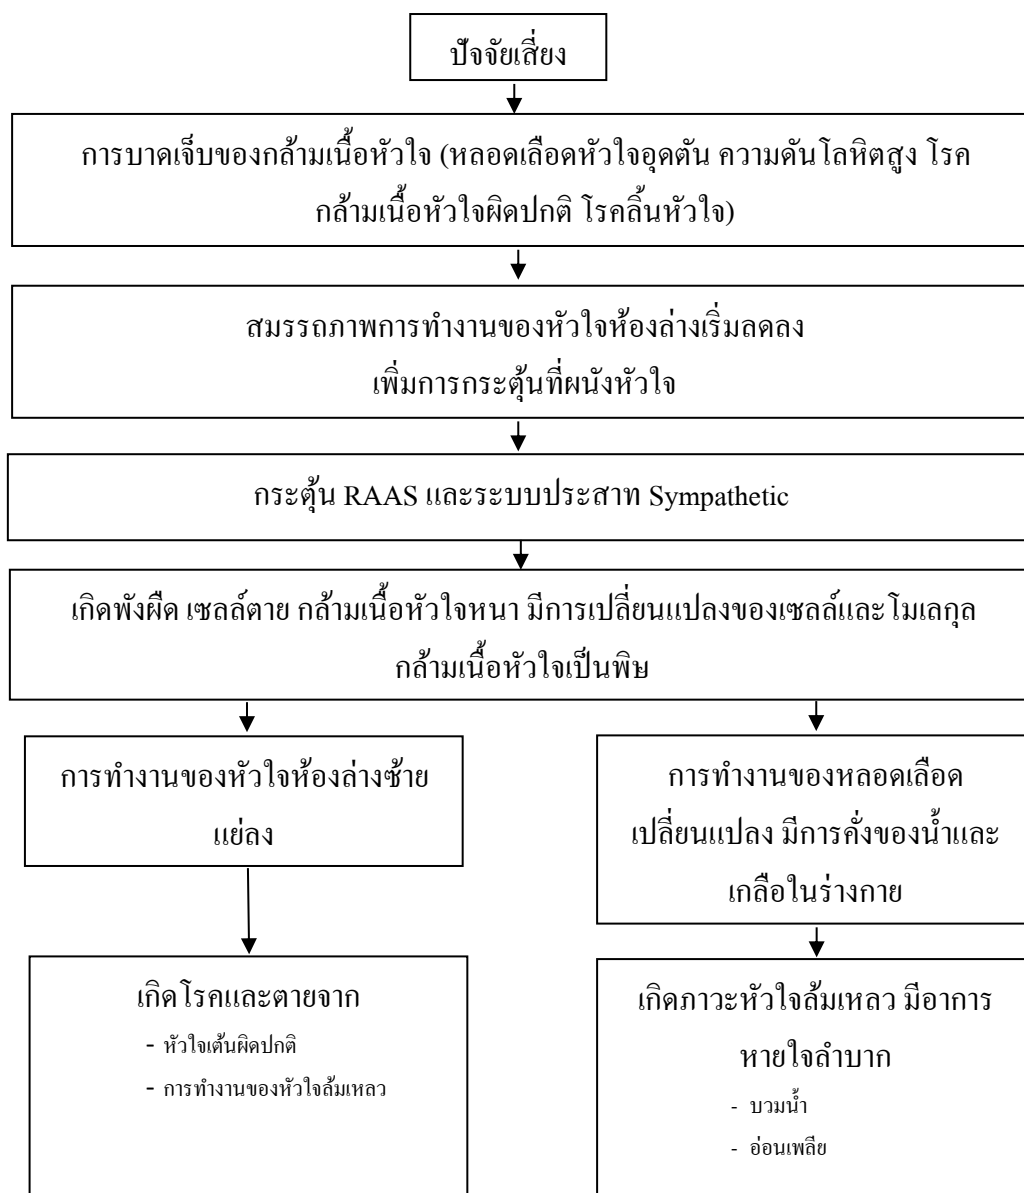 ปัจจัยเสี่ยง
การบาดเจ็บของกล้ามเนื้อหัวใจ (หลอดเลือดหัวใจอุดตัน ความดันโลหิตสูง โรค
กล้ามเนื้อหัวใจผิดปกติ โรคลิ้นหัวใจ)
สมรรถภาพการทำงานของหัวใจห้องล่างเริ่มลดลง
เพิ่มการกระตุ้นที่ผนังหัวใจ
กระตุ้น RAAS และระบบประสาท Sympathetic
เกิดพังผืด เซลล์ตาย กล้ามเนื้อหัวใจหนา มีการเปลี่ยนแปลงของเซลล์และโมเลกุล
กล้ามเนื้อหัวใจเป็นพิษ
การทำงานของหัวใจห้องล่างซ้าย
แย่ลง
การทำงานของหลอดเลือด
เปลี่ยนแปลง มีการคั่งของน้ำและ
เกลือในร่างกาย
เกิดโรคและตายจาก
- หัวใจเต้นผิดปกติ
- การทำงานของหัวใจล้มเหลว
เกิดภาวะหัวใจล้มเหลว มีอาการ
หายใจลำบาก
- บวมน้ำ
- อ่อนเพลีย